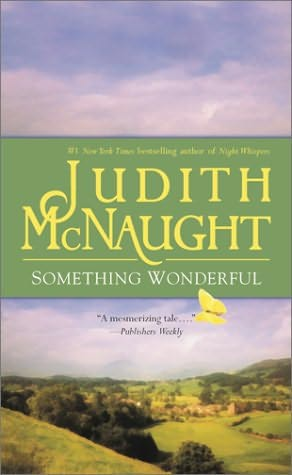 #1 New York Times bestselling author of Night Whispers
JUDITH
MCNAUGHT
SOMETHING WONDERFUL
"A mesmerizing tale...."
—Publishers Weekly